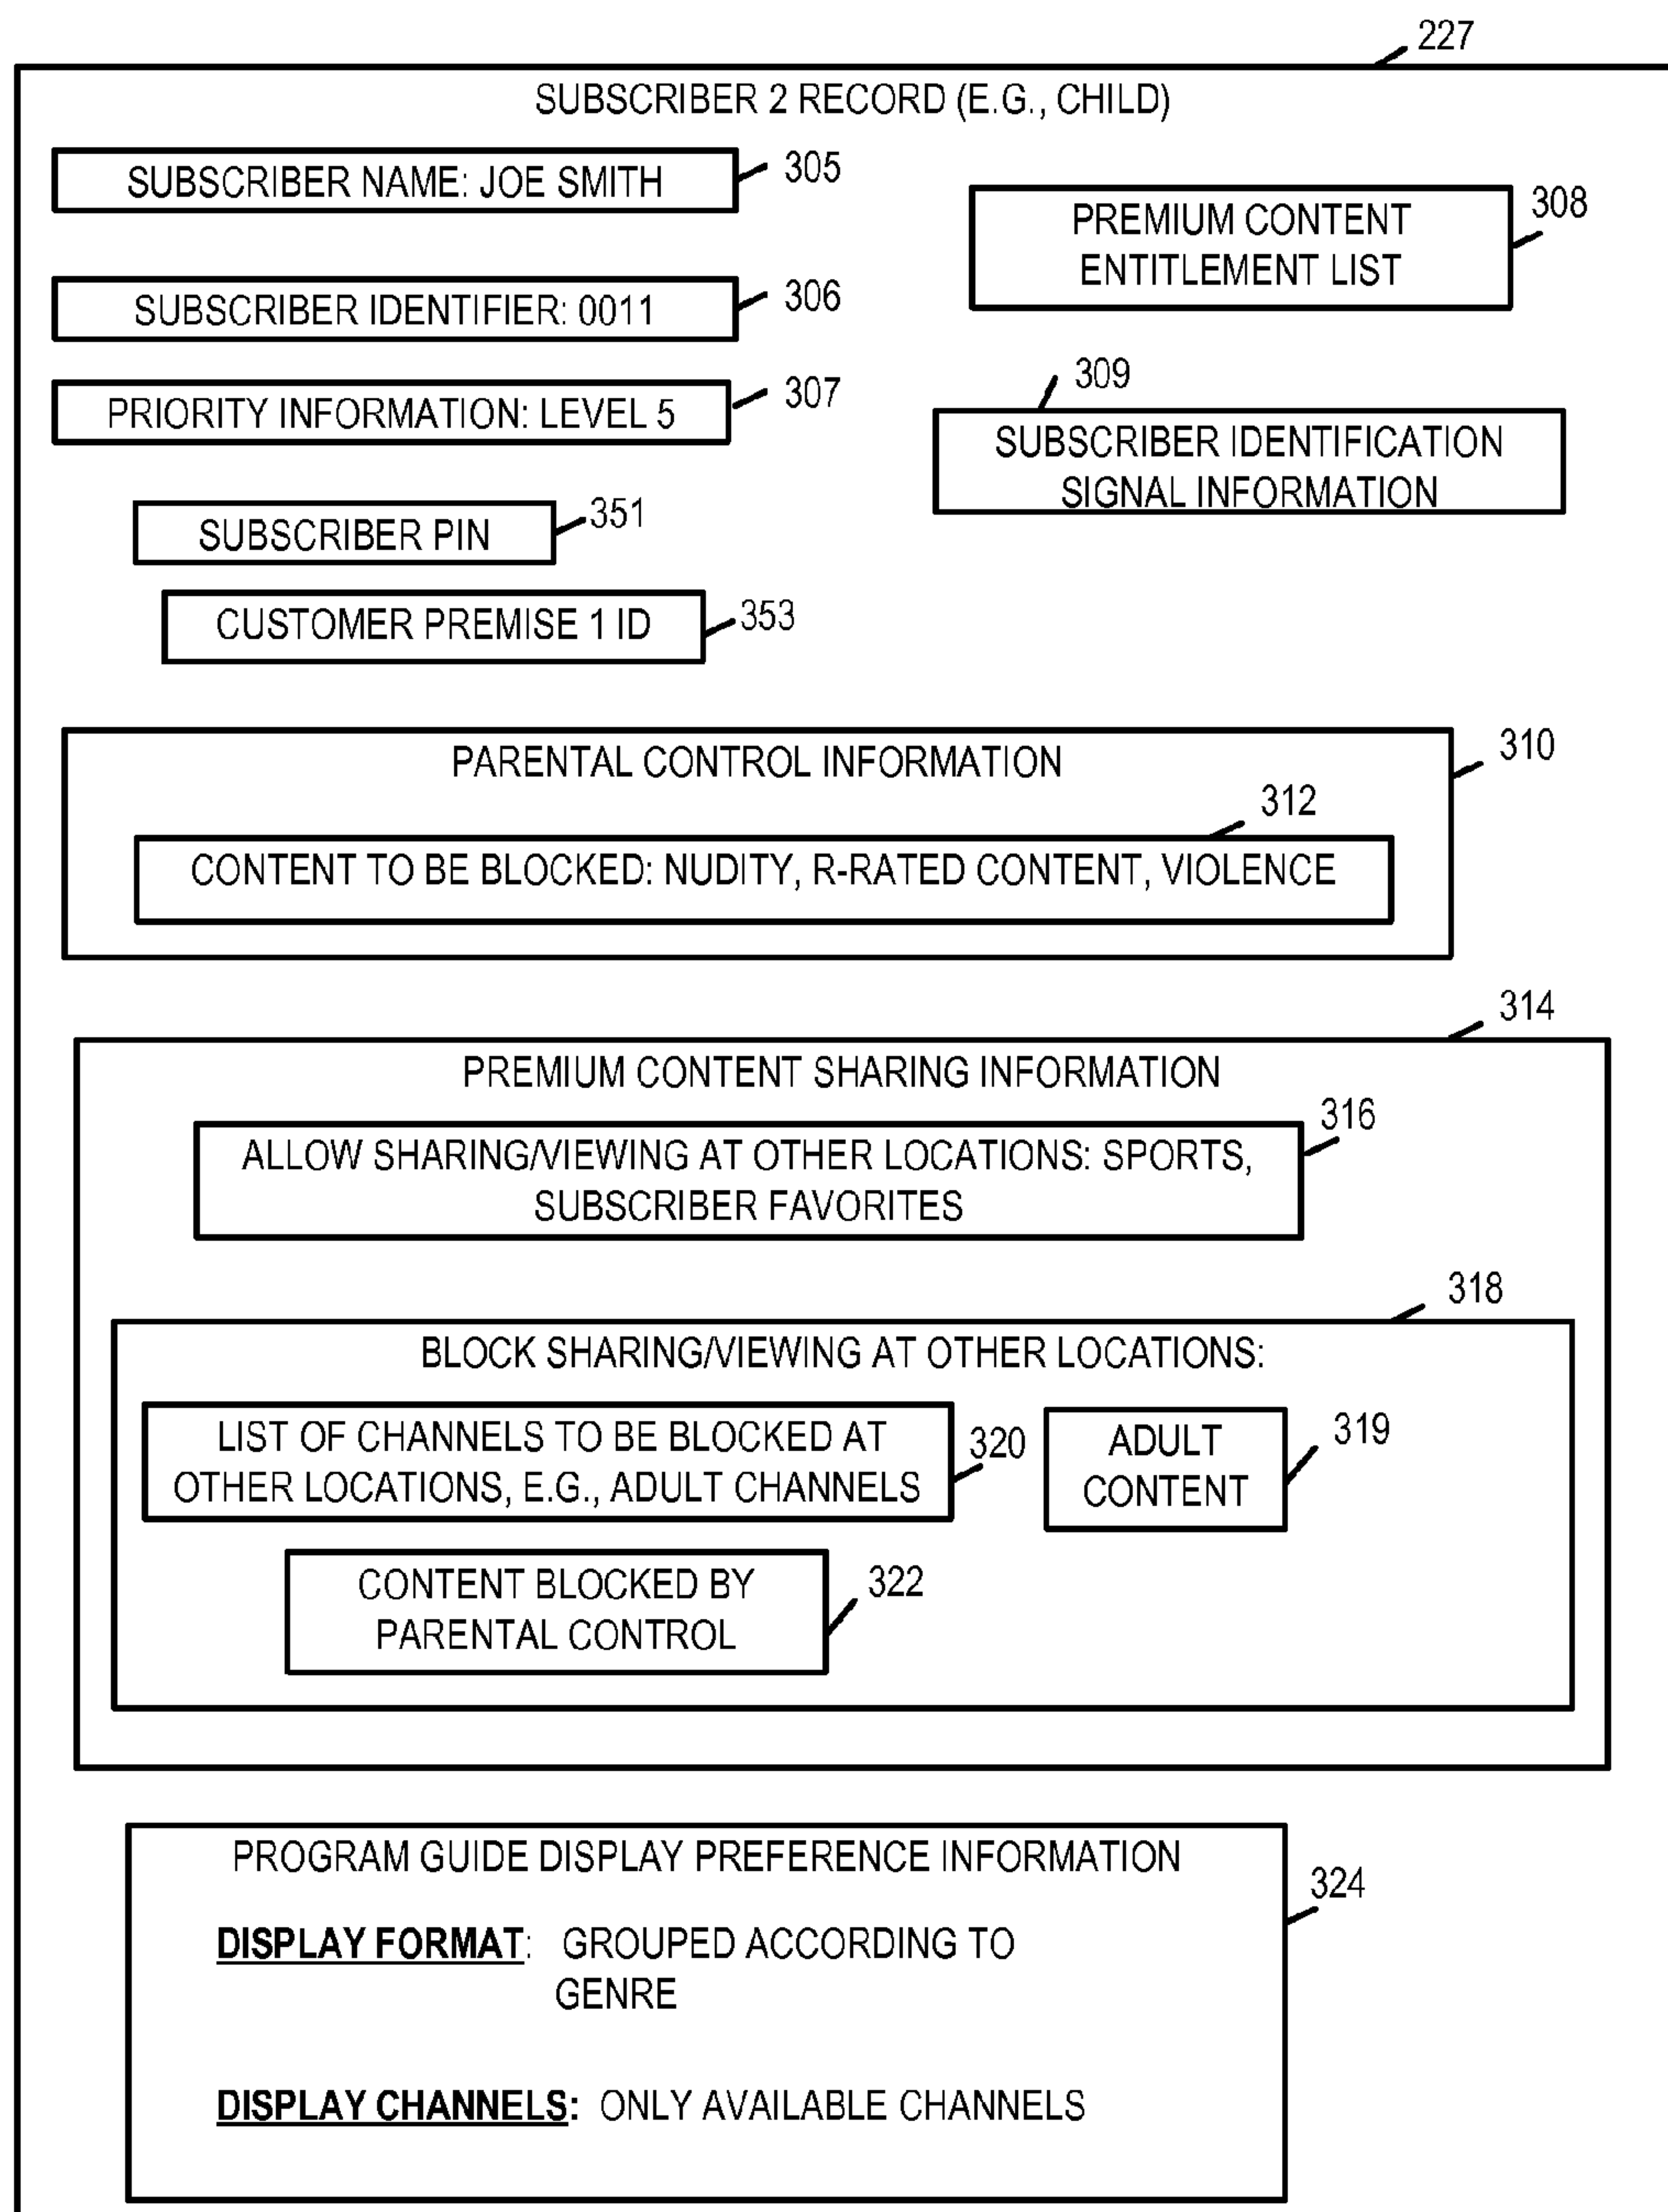 227
SUBSCRIBER 2 RECORD (E.G., CHILD)
SUBSCRIBER NAME: JOE SMITH
305
PREMIUM CONTENT
ENTITLEMENT LIST
308
SUBSCRIBER IDENTIFIER: 0011
306
PRIORITY INFORMATION: LEVEL 5
307
309
SUBSCRIBER IDENTIFICATION
SIGNAL INFORMATION
SUBSCRIBER PIN
351
CUSTOMER PREMISE 1 ID
353
PARENTAL CONTROL INFORMATION
310
312
CONTENT TO BE BLOCKED: NUDITY, R-RATED CONTENT, VIOLENCE
314
PREMIUM CONTENT SHARING INFORMATION
316
ALLOW SHARING/VIEWING AT OTHER LOCATIONS: SPORTS,
SUBSCRIBER FAVORITES
318
BLOCK SHARING/VIEWING AT OTHER LOCATIONS:
LIST OF CHANNELS TO BE BLOCKED AT
OTHER LOCATIONS, E.G., ADULT CHANNELS
320
ADULT
CONTENT
319
CONTENT BLOCKED BY
PARENTAL CONTROL
322
PROGRAM GUIDE DISPLAY PREFERENCE INFORMATION
324
DISPLAY FORMAT: GROUPED ACCORDING TO
GENRE
DISPLAY CHANNELS: ONLY AVAILABLE CHANNELS